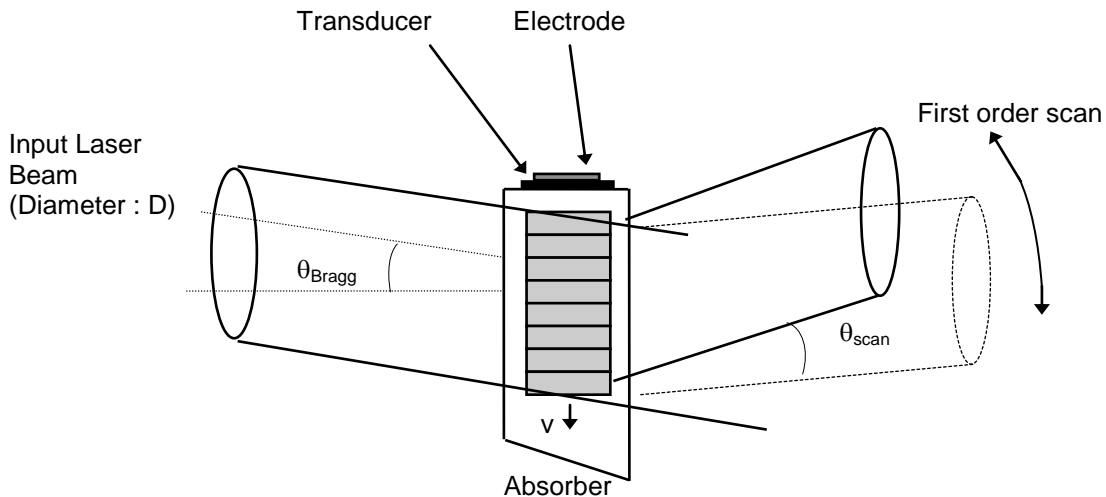 Transducer
Electrode
First order scan
Input Laser
Beam
(Diameter : D)
θBragg
θscan
v
Absorber